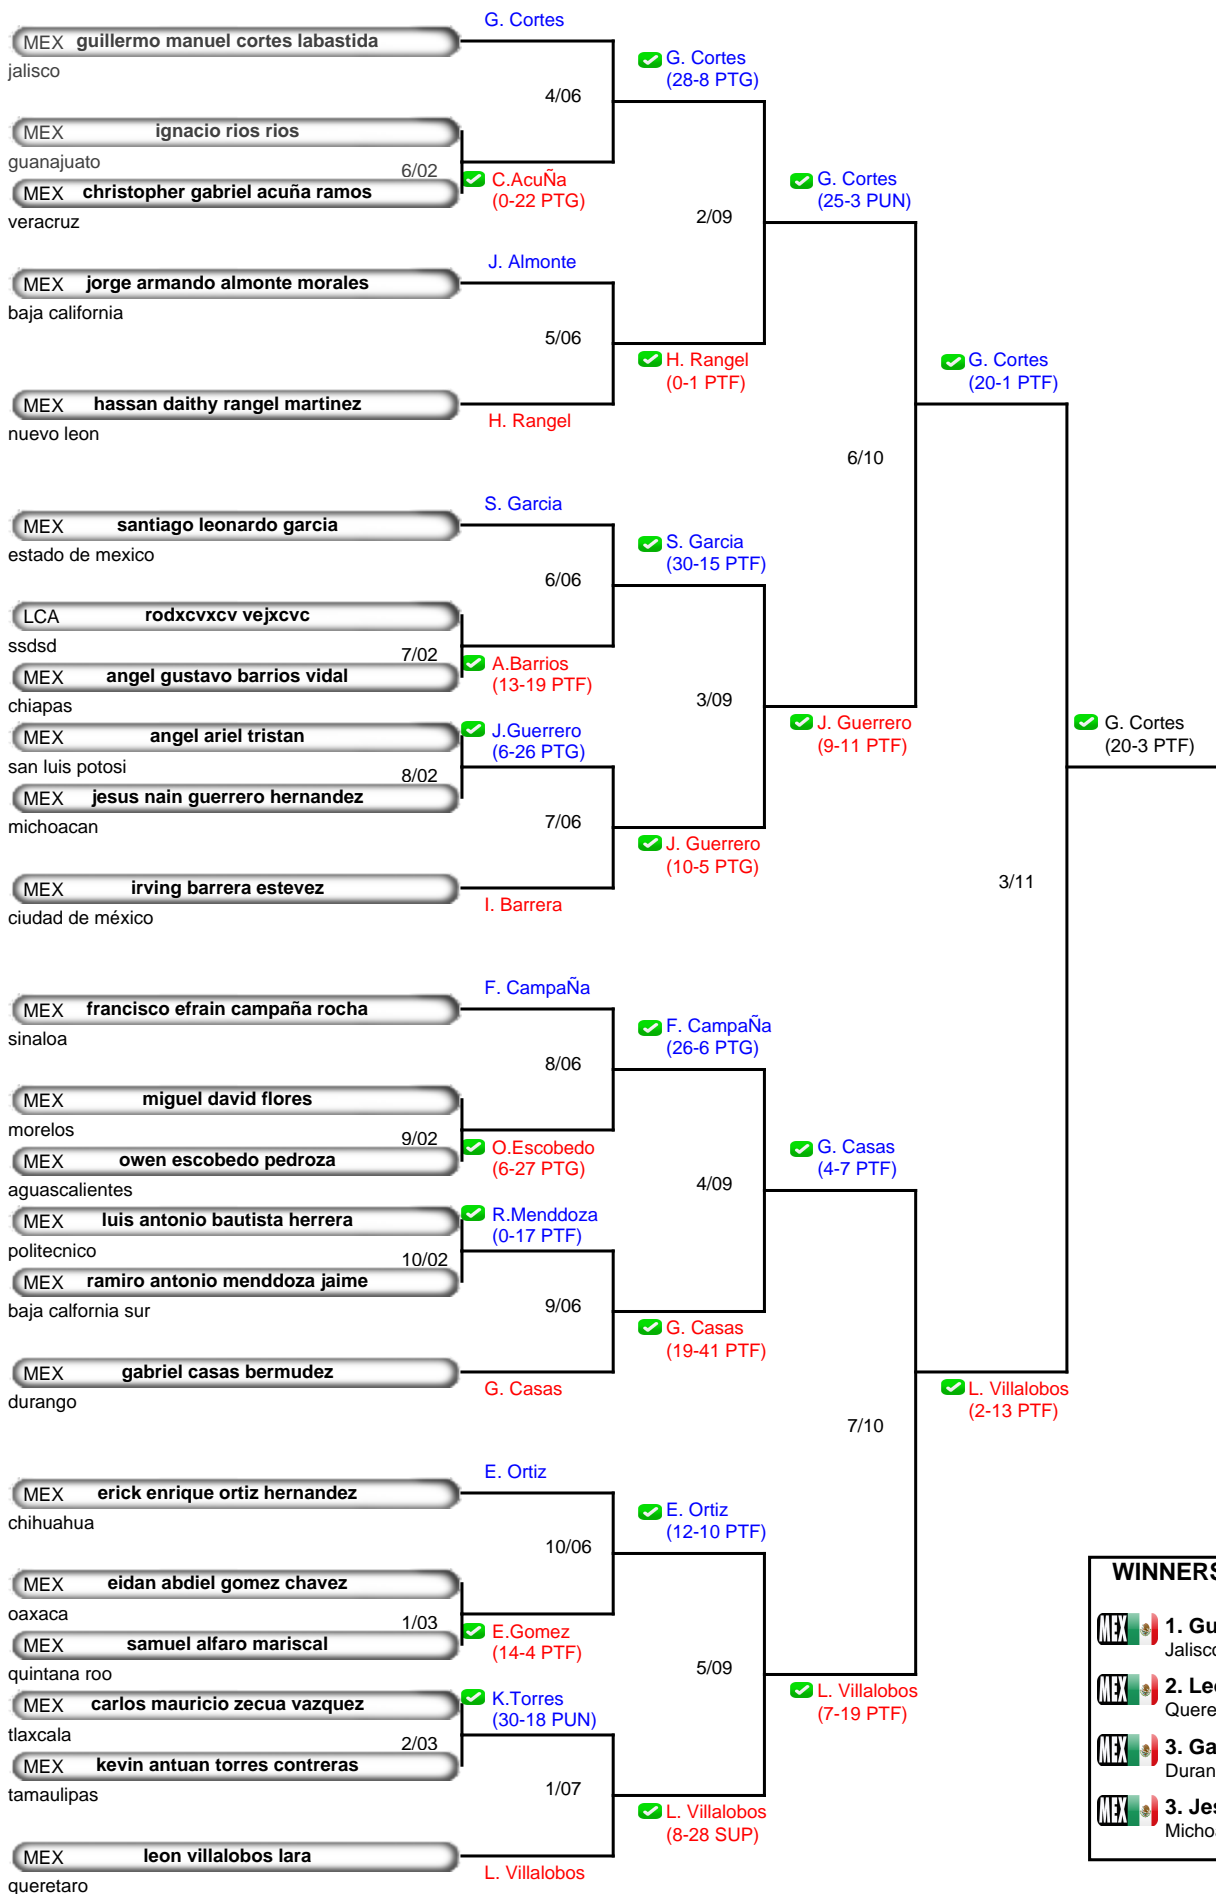 G. Cortes
MEX guillermo manuel cortes labastida
jalisco
G. Cortes
(28-8 PTG)
4/06
MEX ignacio rios rios
guanajuato
6/02
C.AcuÑa
(0-22 PTG)
MEX christopher gabriel acuña ramos
veracruz
G. Cortes
(25-3 PUN)
2/09
J. Almonte
MEX jorge armando almonte morales
baja california
5/06
H. Rangel
(0-1 PTF)
MEX hassan daithy rangel martinez
nuevo leon
H. Rangel
G. Cortes
(20-1 PTF)
6/10
S. Garcia
MEX santiago leonardo garcia
estado de mexico
S. Garcia
(30-15 PTF)
6/06
LCA rodxcvxcv vejxcvc
ssdsd
7/02
A.Barrios
(13-19 PTF)
MEX angel gustavo barrios vidal
chiapas
3/09
J. Guerrero
(9-11 PTF)
G. Cortes
(20-3 PTF)
MEX angel ariel tristan
san luis potosi
J.Guerrero
(6-26 PTG)
8/02
MEX jesus nain guerrero hernandez
michoacan
7/06
J. Guerrero
(10-5 PTG)
MEX irving barrera estevez
ciudad de méxico
I. Barrera
3/11
F. CampaÑa
MEX francisco efrain campaña rocha
sinaloa
F. CampaÑa
(26-6 PTG)
8/06
MEX miguel david flores
morelos
9/02
O.Escobedo
(6-27 PTG)
MEX owen escobedo pedroza
aguascalientes
G. Casas
(4-7 PTF)
4/09
MEX luis antonio bautista herrera
politecnico
R.Menddoza
(0-17 PTF)
10/02
MEX ramiro antonio menddoza jaime
baja calfornia sur
9/06
G. Casas
(19-41 PTF)
MEX gabriel casas bermudez
durango
G. Casas
L. Villalobos
(2-13 PTF)
7/10
E. Ortiz
MEX erick enrique ortiz hernandez
chihuahua
E. Ortiz
(12-10 PTF)
10/06
MEX eidan abdiel gomez chavez
oaxaca
1/03
E.Gomez
(14-4 PTF)
MEX samuel alfaro mariscal
quintana roo
5/09
L. Villalobos
(7-19 PTF)
MEX carlos mauricio zecua vazquez
tlaxcala
K.Torres
(30-18 PUN)
2/03
MEX kevin antuan torres contreras
tamaulipas
1/07
L. Villalobos
(8-28 SUP)
MEX leon villalobos lara
queretaro
L. Villalobos
WINNERS
MEX 1. Gu
Jalisco
MEX 2. Le
Quere
MEX 3. Ga
Duran
MEX 3. Jes
Micho